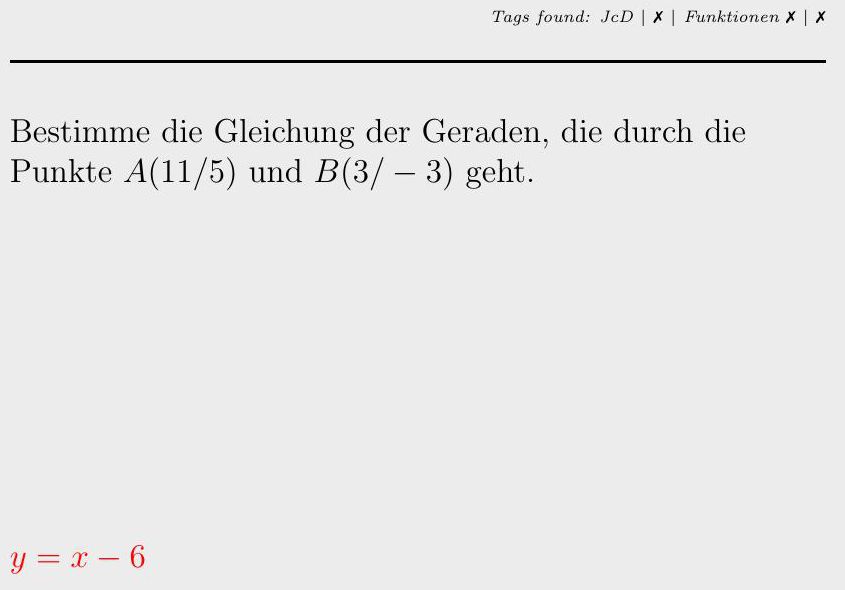 Tags found: JcD | ✗ | Funktionen ✗ | ✗
Bestimme die Gleichung der Geraden, die durch die
Punkte A(11/5) und B(3/ − 3) geht.
y = x − 6